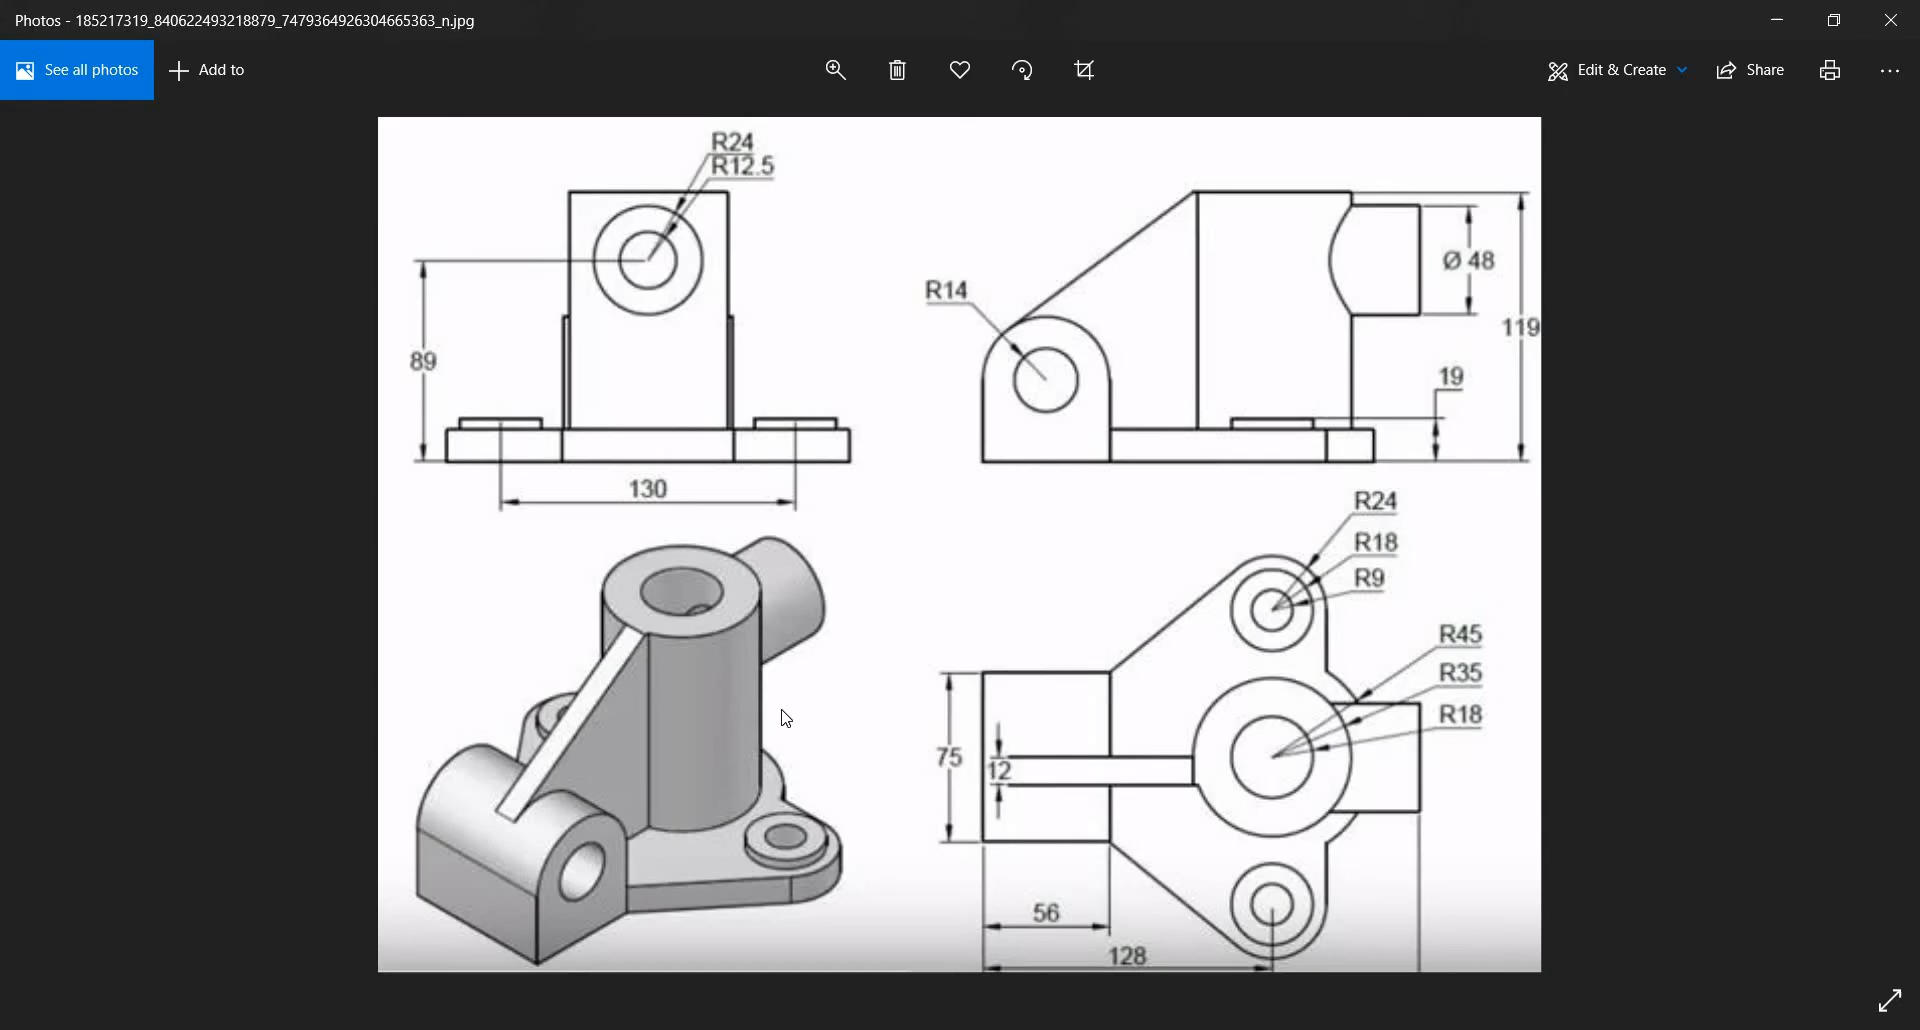 Photos - 185217319_840622493218879_7479364926304665363_n.jpg
See all photos
Add to
Edit & Create
Share
R24
R12.5
89
130
R14
Ø 48
119
19
R24
R18
R9
R45
R35
R18
75
12
56
128